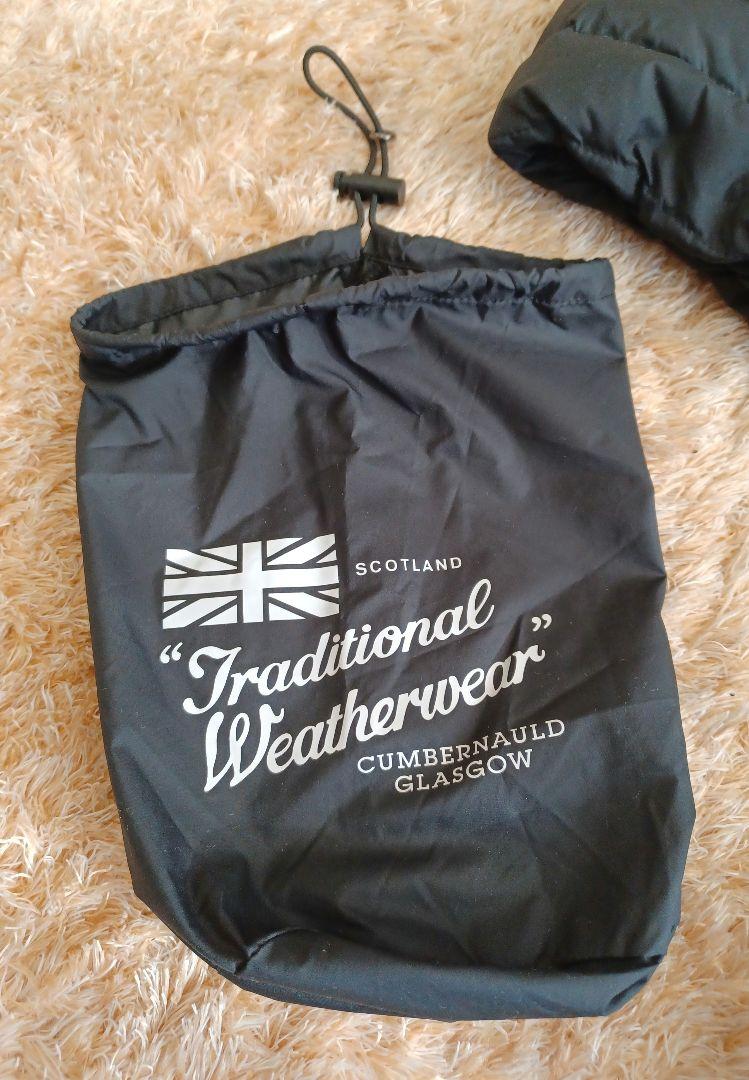 SCOTLAND
“Traditional
Weatherwear”
CUMBERNAULD
GLASGOW